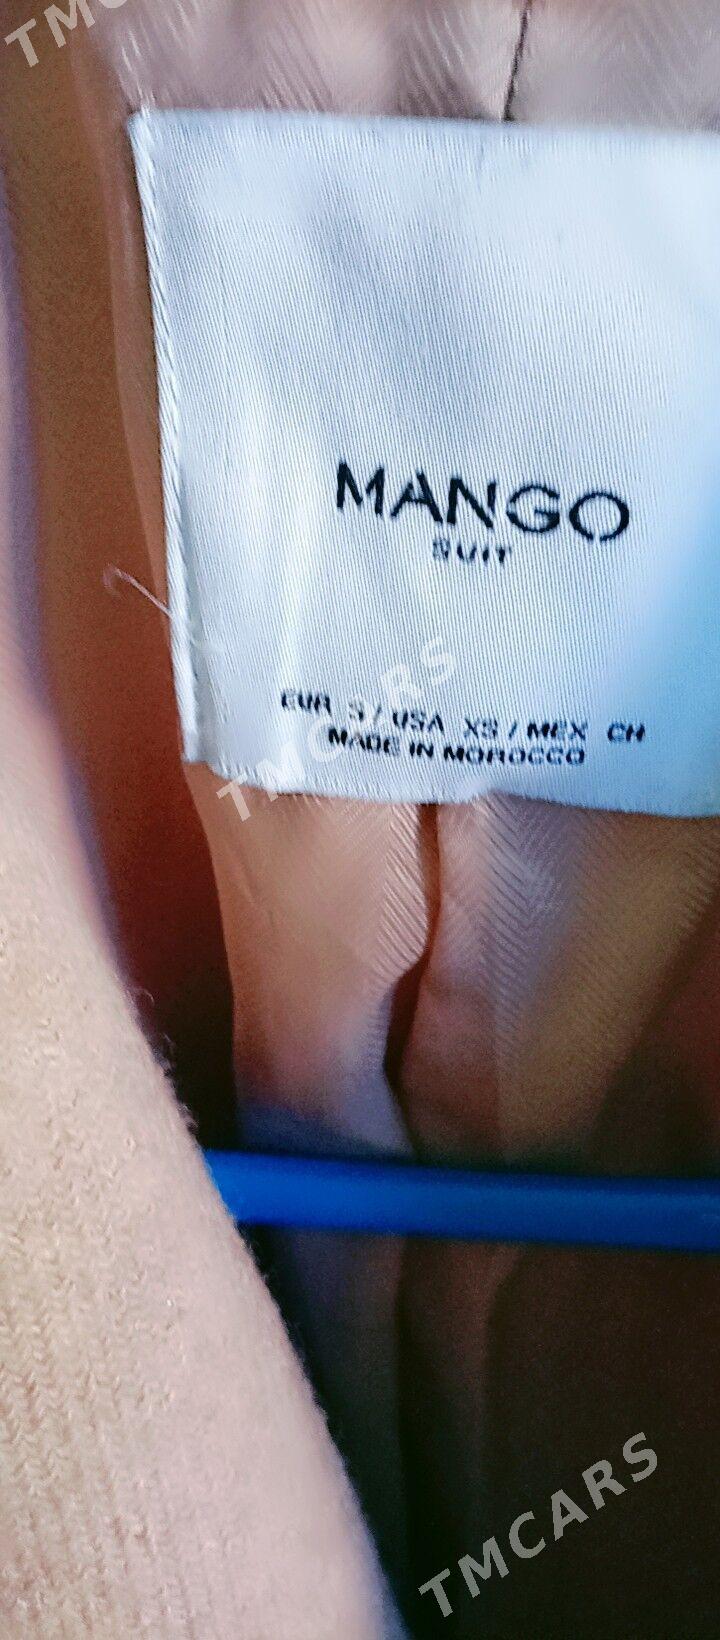 TMC
MANGO
SUIT
EUR S / USA XS / MEX CH
MADE IN MOROCCO
TMCARS
TMCARS